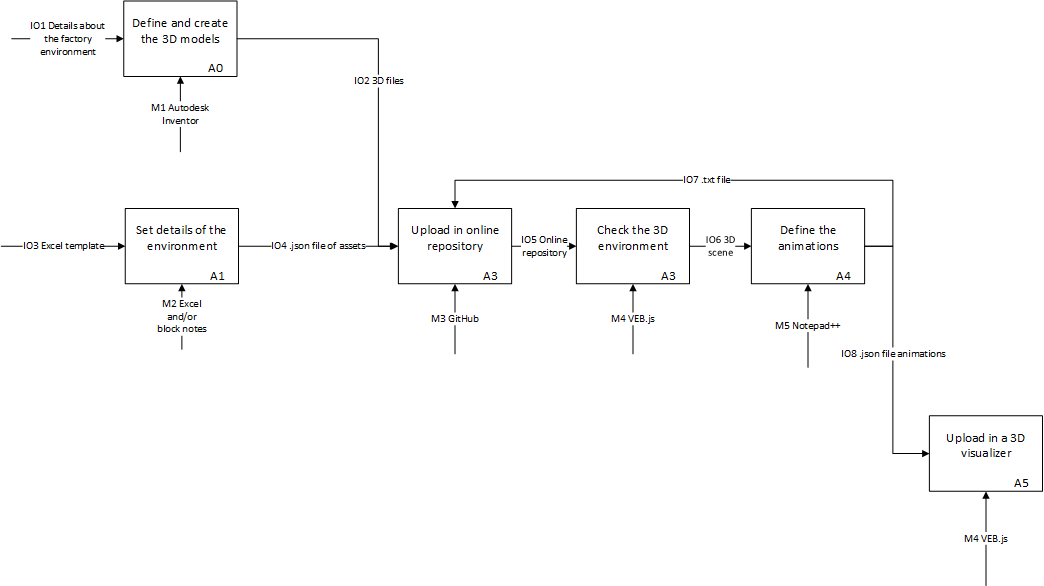 IO1 Details about
the factory
environment
Define and create
the 3D models
A0
IO2 3D files
M1 Autodesk
Inventor
IO7 .txt file
IO3 Excel template
Set details of the
environment
A1
IO4 .json file of assets
Upload in online
repository
A3
IO5 Online
repository
Check the 3D
environment
A3
IO6 3D
scene
Define the
animations
A4
M2 Excel
and/or
block notes
M3 GitHub
M4 VEB.js
M5 Notepad++
IO8 .json file animations
Upload in a 3D
visualizer
A5
M4 VEB.js